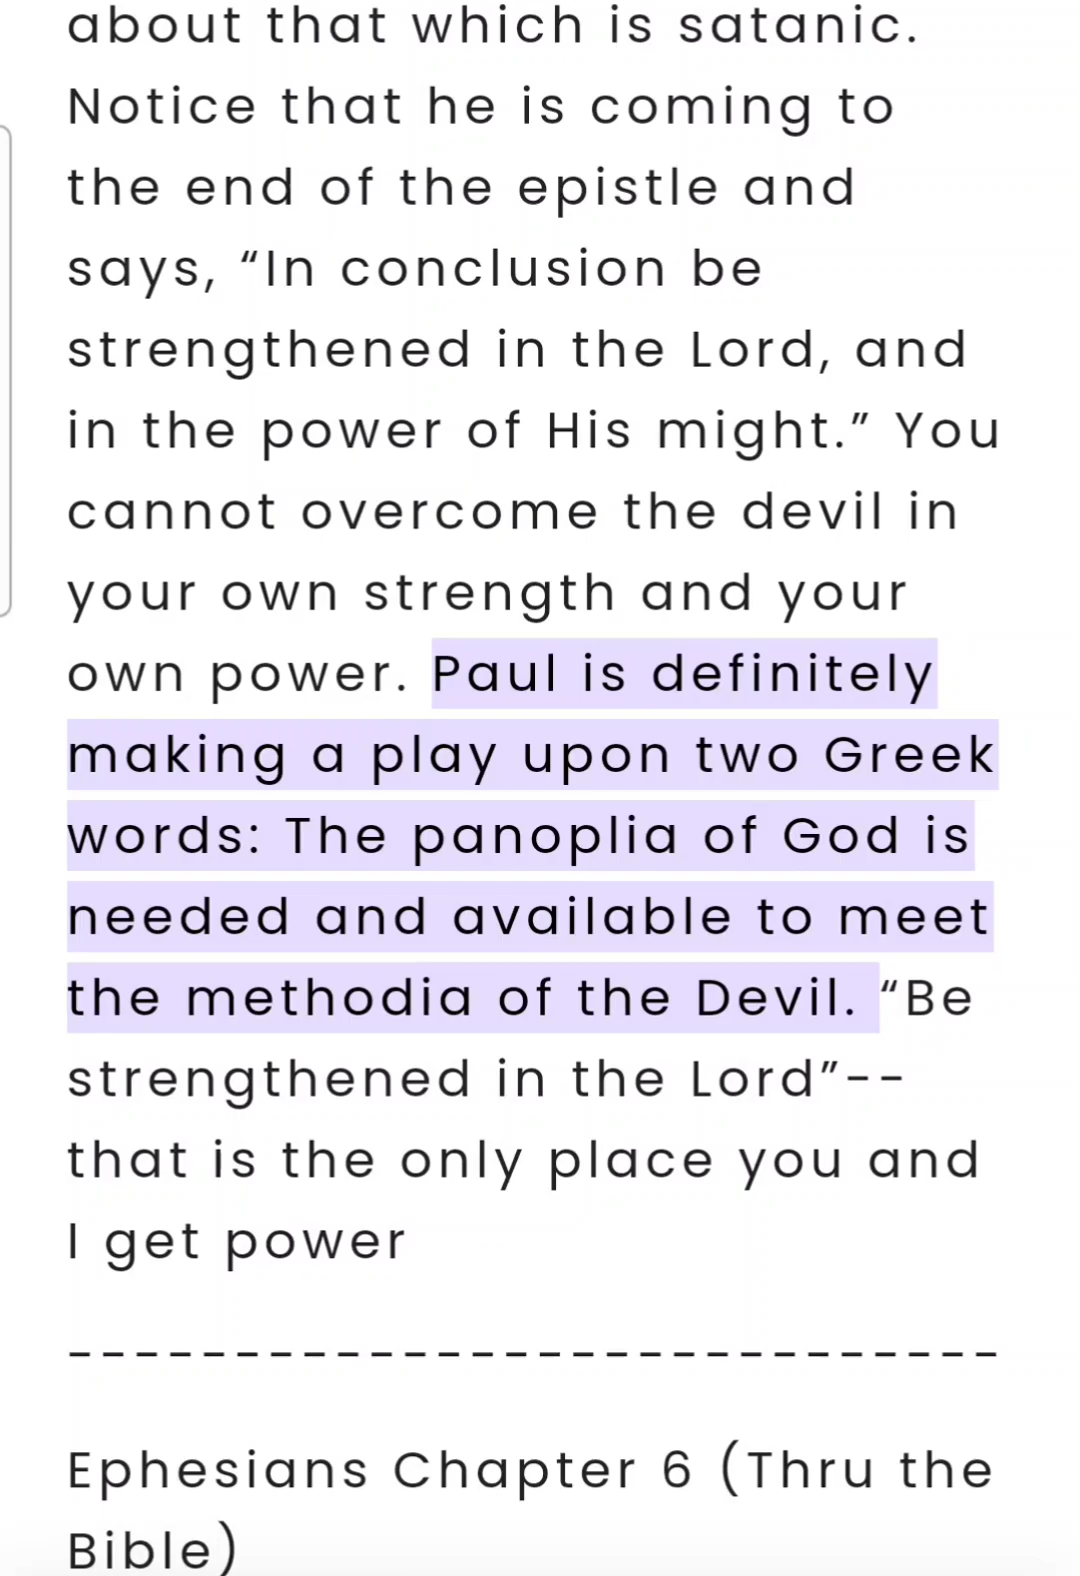 about that which is satanic.
Notice that he is coming to
the end of the epistle and
says, “In conclusion be
strengthened in the Lord, and
in the power of His might.” You
cannot overcome the devil in
your own strength and your
own power. Paul is definitely
making a play upon two Greek
words: The panoplia of God is
needed and available to meet
the methodia of the Devil. “Be
strengthened in the Lord”--
that is the only place you and
I get power
----------------------------
Ephesians Chapter 6 (Thru the
Bible)